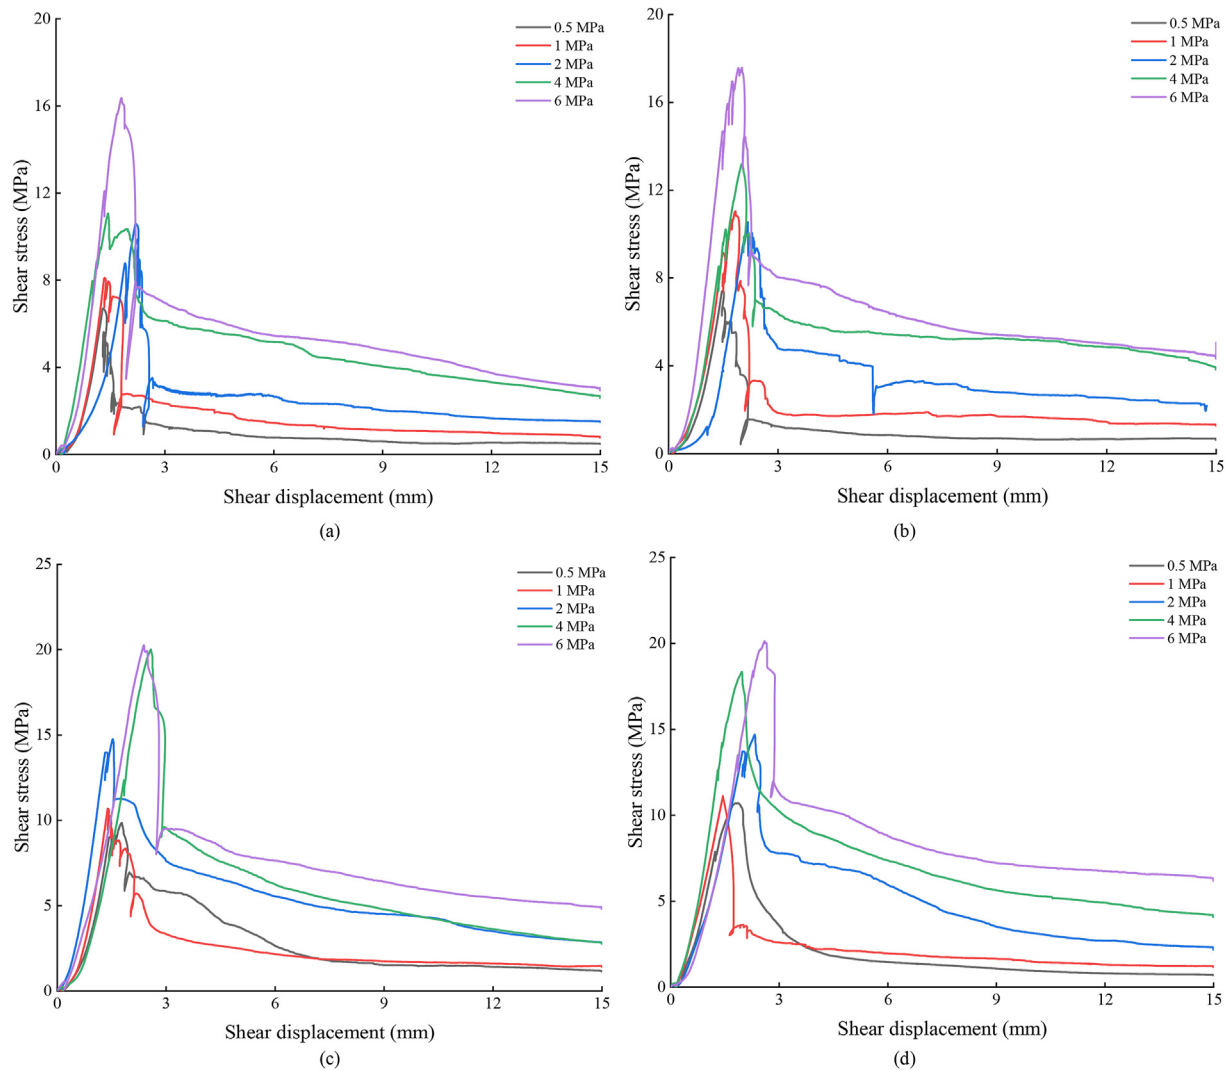 20
16
12
8
4
0
0
3
6
9
12
15
Shear stress (MPa)
Shear displacement (mm)
0.5 MPa
1 MPa
2 MPa
4 MPa
6 MPa
(a)
20
16
12
8
4
0
0
3
6
9
12
15
Shear stress (MPa)
Shear displacement (mm)
0.5 MPa
1 MPa
2 MPa
4 MPa
6 MPa
(b)
25
20
15
10
5
0
0
3
6
9
12
15
Shear stress (MPa)
Shear displacement (mm)
0.5 MPa
1 MPa
2 MPa
4 MPa
6 MPa
(c)
25
20
15
10
5
0
0
3
6
9
12
15
Shear stress (MPa)
Shear displacement (mm)
0.5 MPa
1 MPa
2 MPa
4 MPa
6 MPa
(d)